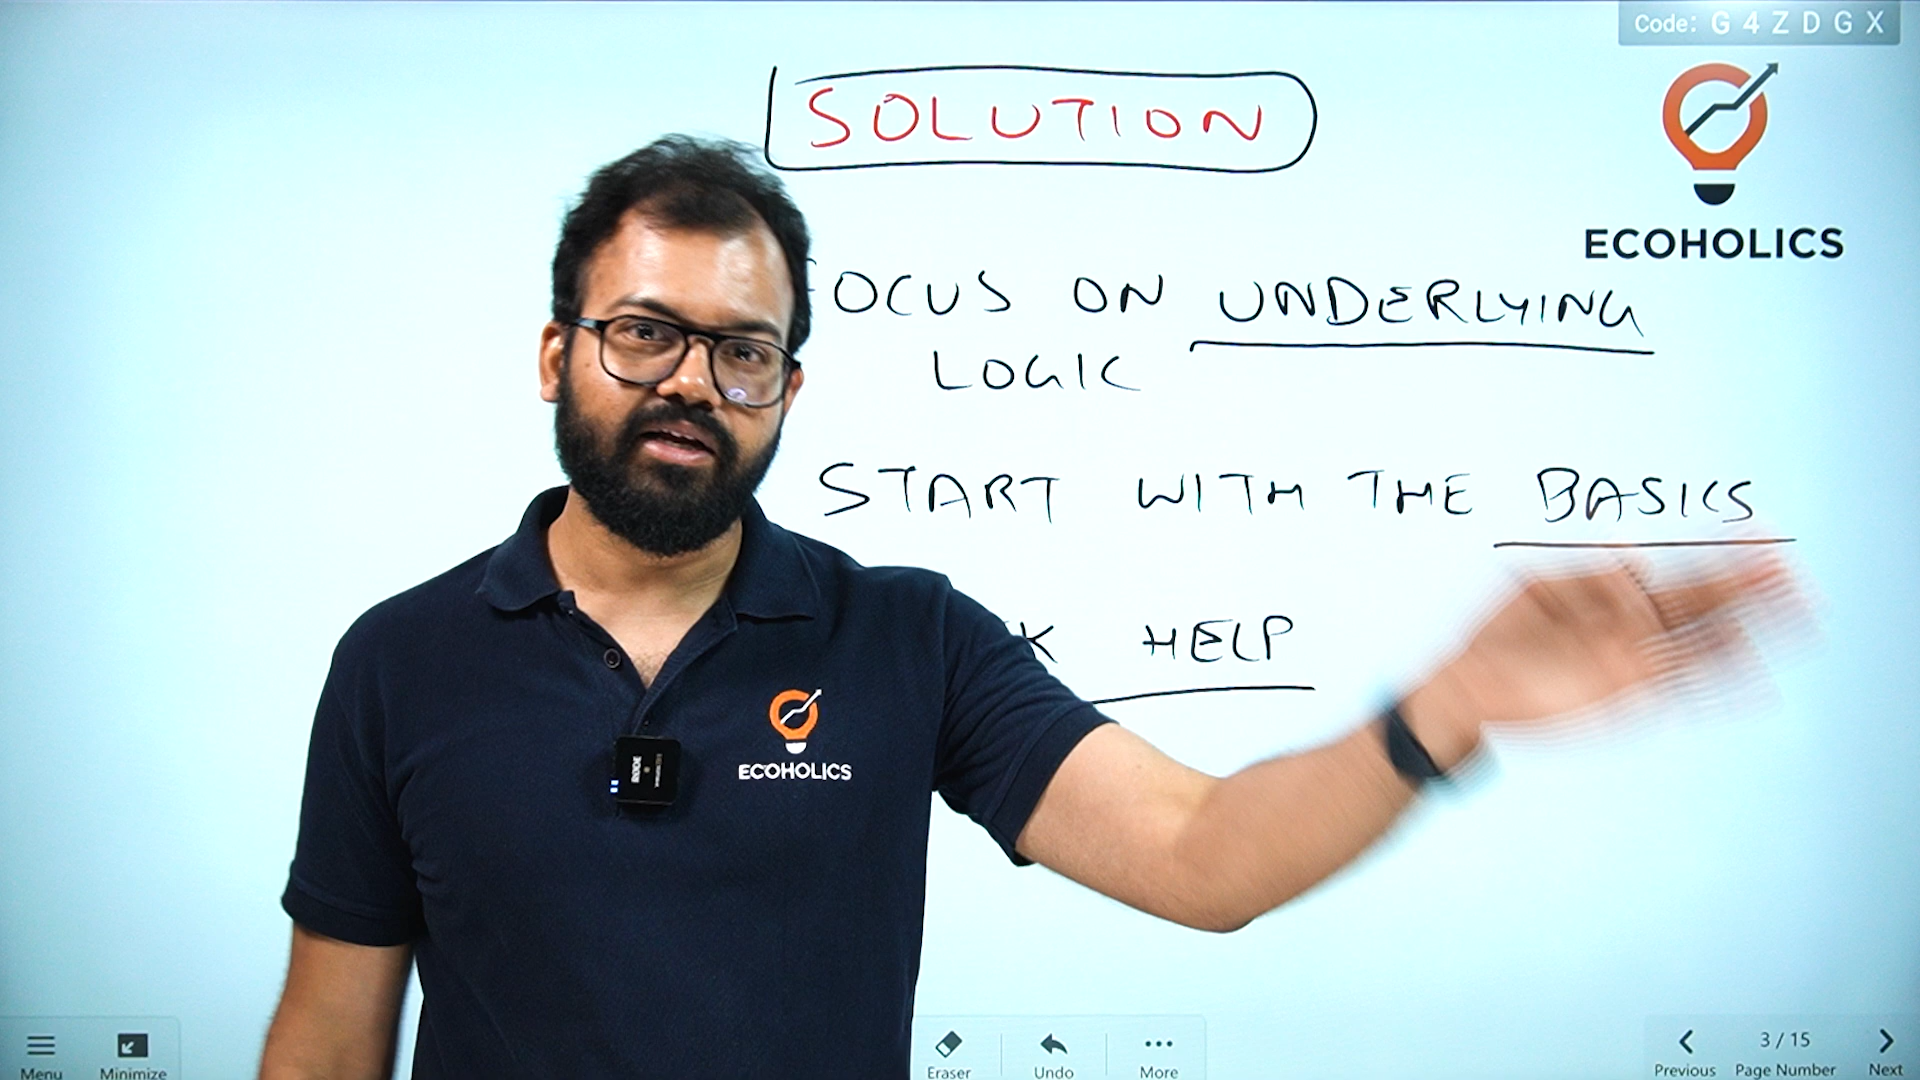 Code: G 4 Z D G X
SOLUTION
ECOHOLICS
OCUS ON UNDERLYING
LOGIC
START WITH THE BASICS
K HELP
RODE
ECOHOLICS
Menu
Minimize
Eraser
Undo
More
Previous
3 / 15
Page Number
Next